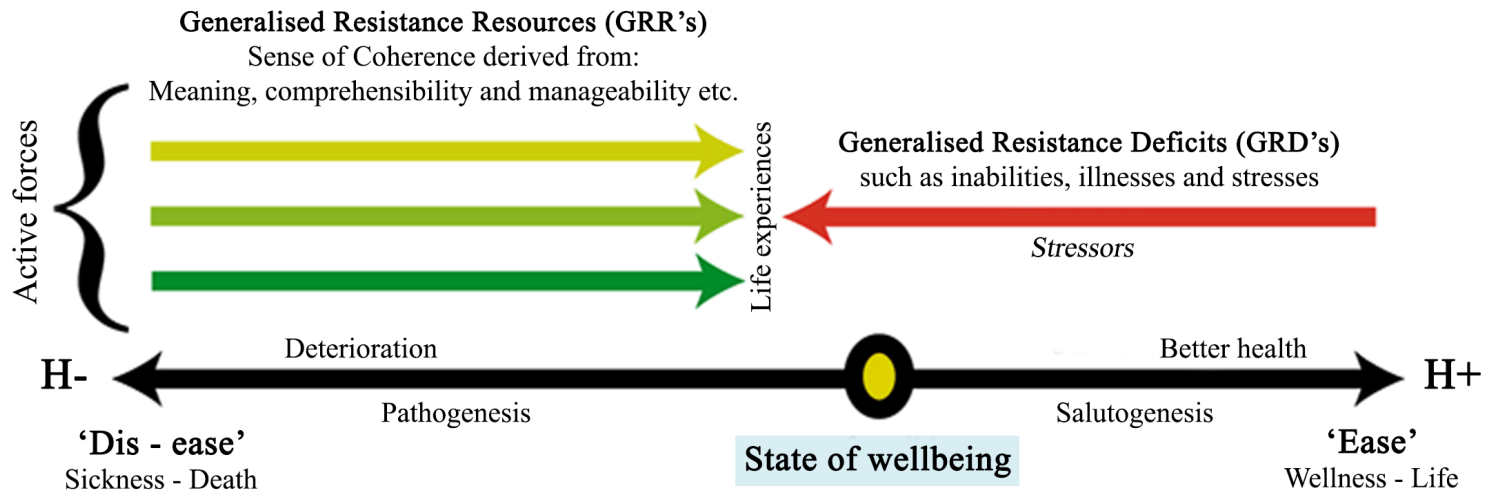 Generalised Resistance Resources (GRR's)
Sense of Coherence derived from:
Meaning, comprehensibility and manageability etc.
Active forces
Life experiences
Generalised Resistance Deficits (GRD's)
such as inabilities, illnesses and stresses
Stressors
Deterioration
Better health
H-
H+
Pathogenesis
Salutogenesis
‘Dis - ease’
Sickness - Death
State of wellbeing
‘Ease’
Wellness - Life